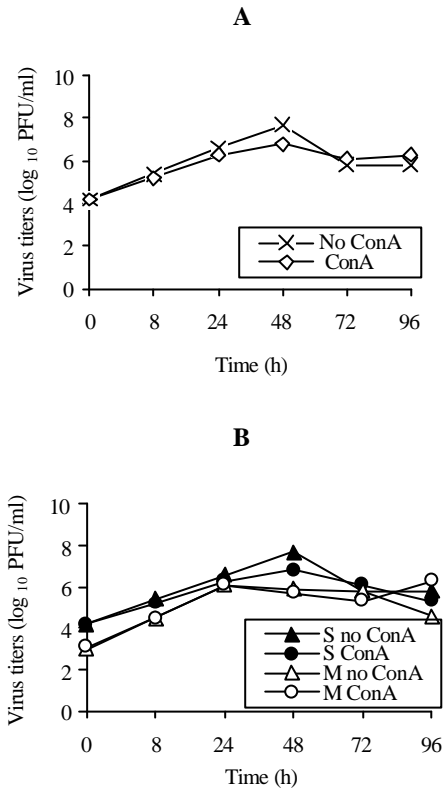 A
Virus titers (log 10 PFU/ml)
10
8
6
4
2
0
No ConA
ConA
0 8 24 48 72 96
Time (h)
B
Virus titers (log 10 PFU/ml)
10
8
6
4
2
0
S no ConA
S ConA
M no ConA
M ConA
0 8 24 48 72 96
Time (h)